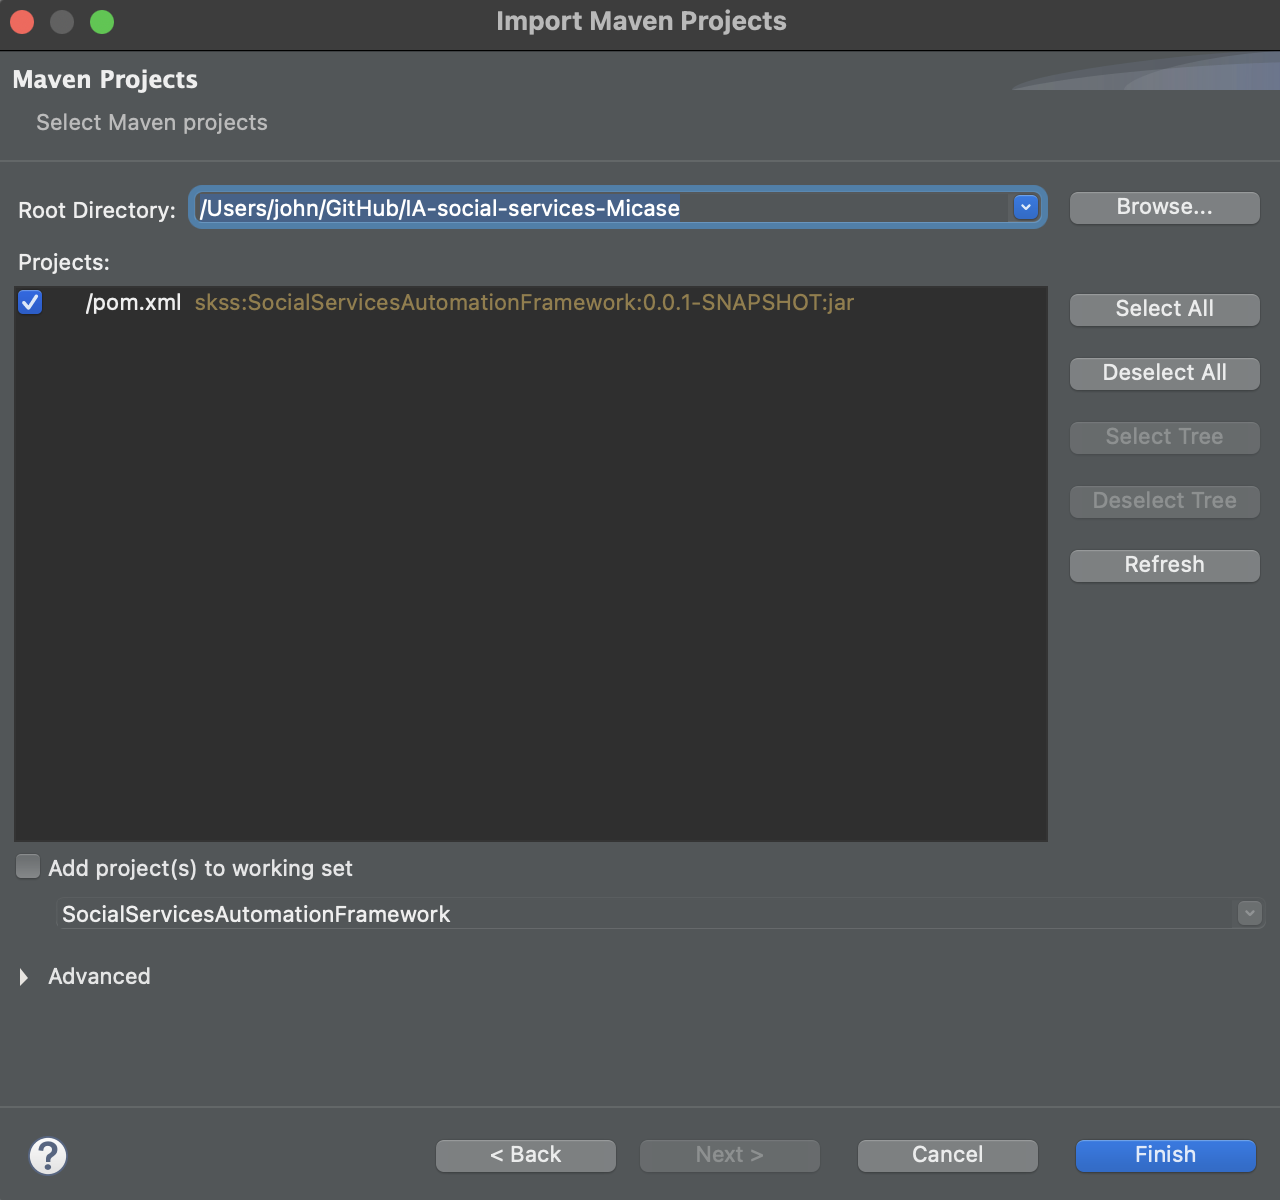 Import Maven Projects
Maven Projects
Select Maven projects
Root Directory: /Users/john/GitHub/IA-social-services-Micase Browse...
Projects:
/pom.xml skss:SocialServicesAutomationFramework:0.0.1-SNAPSHOT:jar
Select All
Deselect All
Select Tree
Deselect Tree
Refresh
Add project(s) to working set
SocialServicesAutomationFramework
Advanced
? < Back Next > Cancel Finish